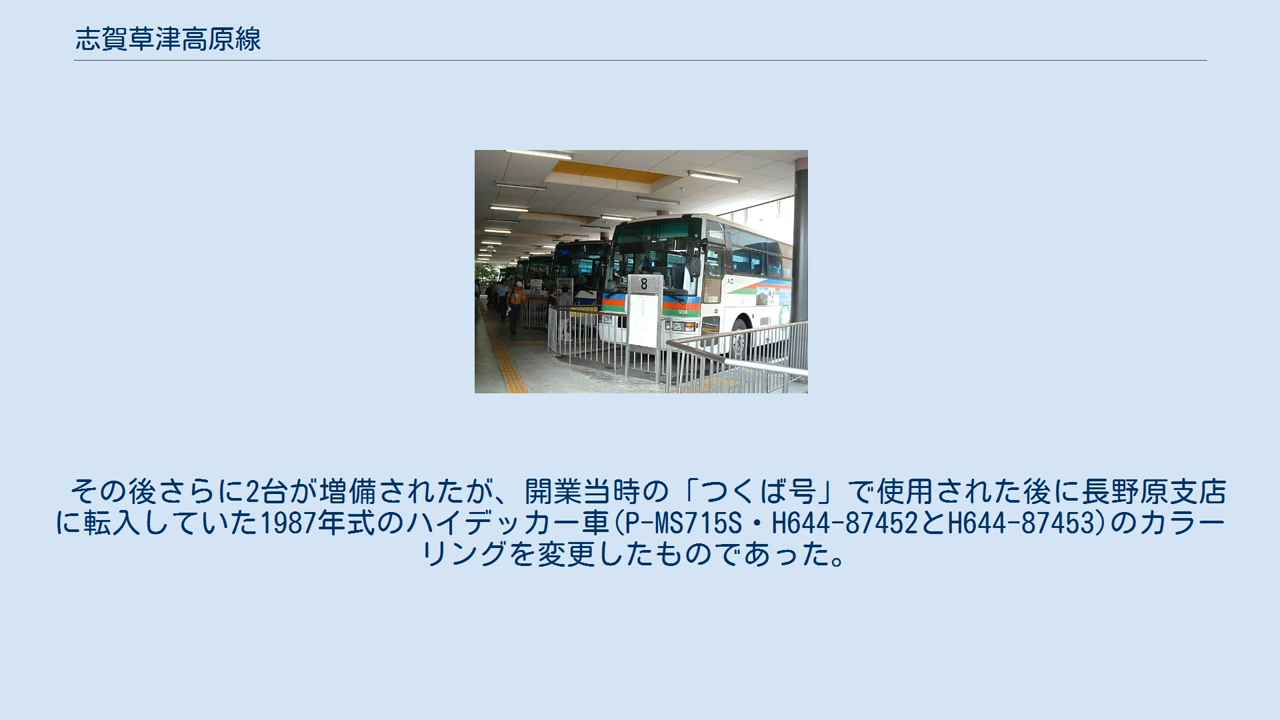 志賀草津高原線
8
その後さらに2台が増備されたが、開業当時の「つくば号」で使用された後に長野原支店
に転入していた1987年式のハイデッカー車(P-MS715S・H644-87452とH644-87453)のカラー
リングを変更したものであった。